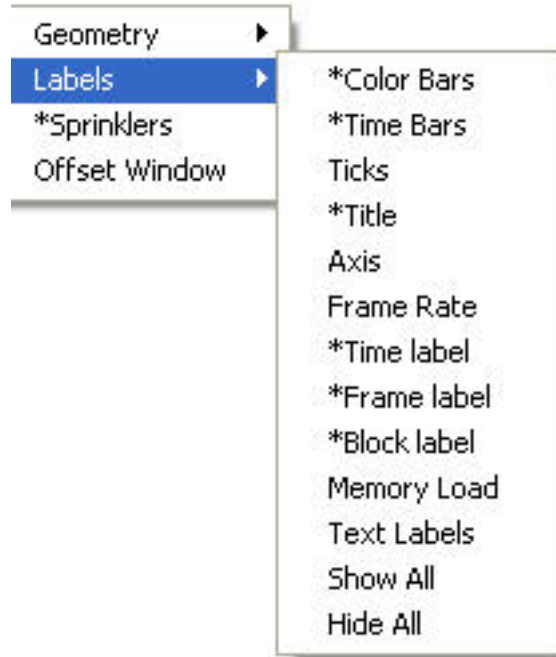 Geometry
Labels
*Sprinklers
Offset Window
*Color Bars
*Time Bars
Ticks
*Title
Axis
Frame Rate
*Time label
*Frame label
*Block label
Memory Load
Text Labels
Show All
Hide All